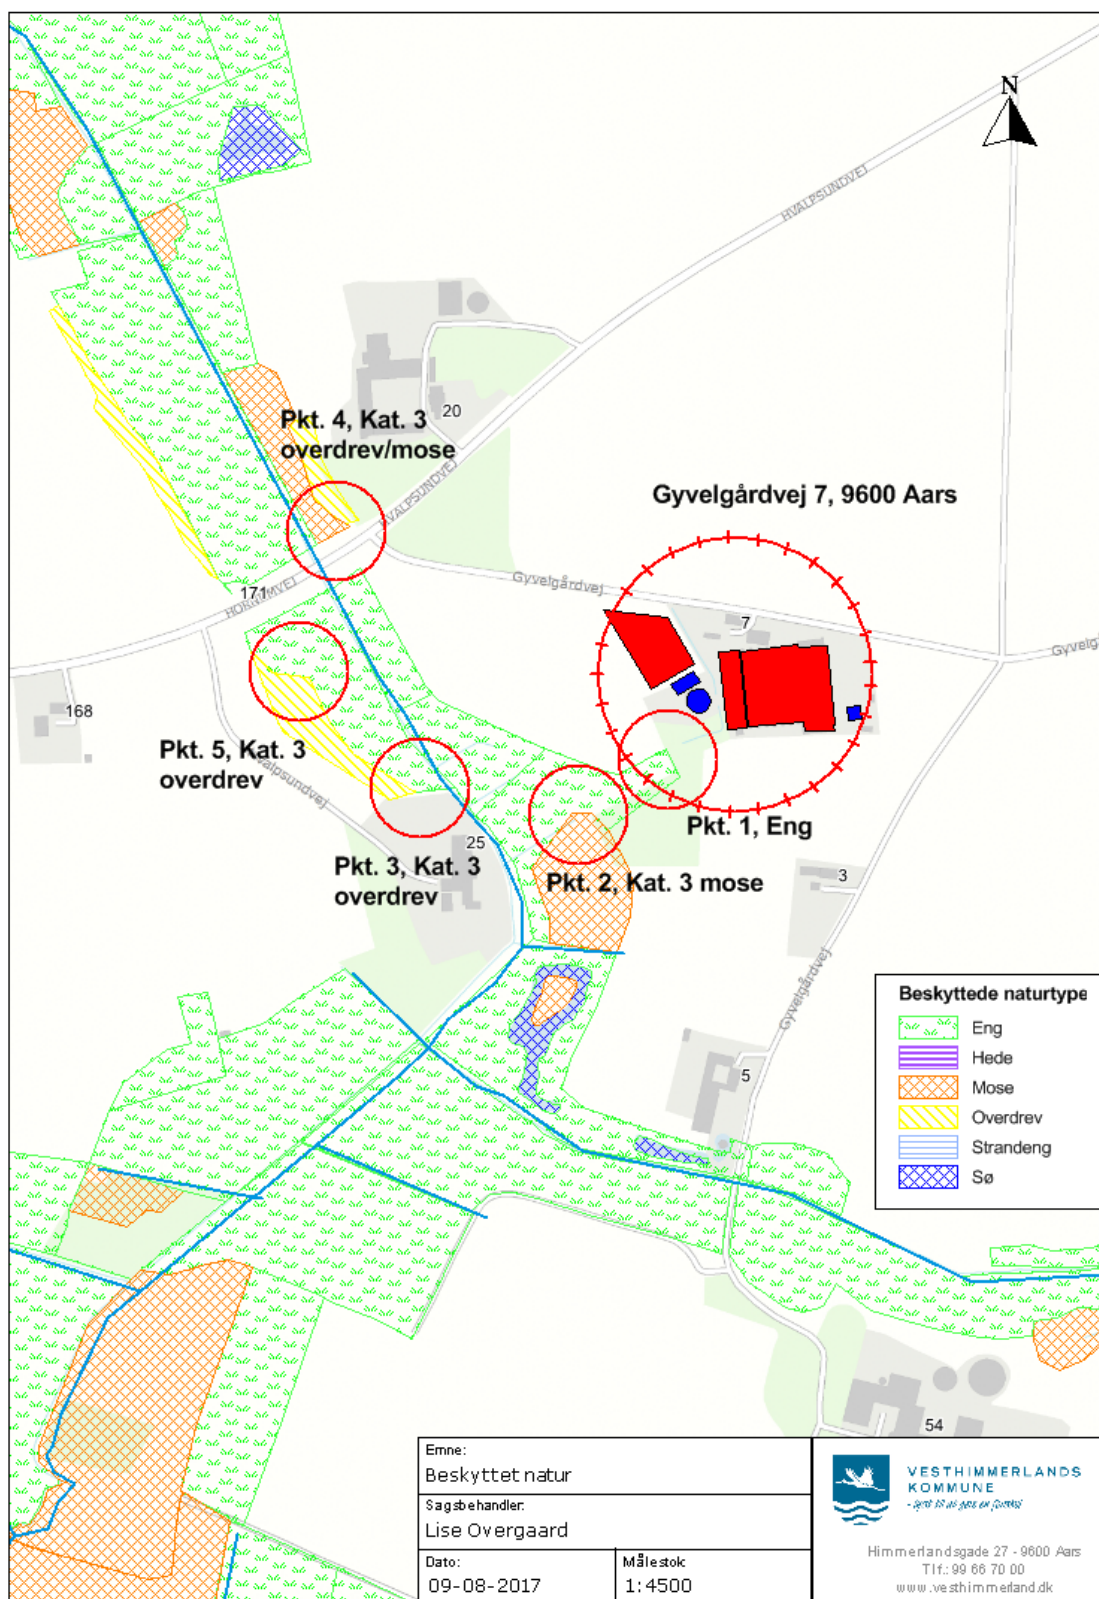 N
HVALPSUNDVEJ
20
Pkt. 4, Kat. 3
overdrev/mose
HVALPSUNDVEJ
Gyvelgårdvej 7, 9600 Aars
Gyvelgårdvej
171
HORNUMVEJ
7
Gyvelgå
168
Pkt. 5, Kat. 3
overdrev
Hvalpsundvej
Pkt. 1, Eng
25
Pkt. 3, Kat. 3
overdrev
Pkt. 2, Kat. 3 mose
3
Gyvelgårdvej
5
Beskyttede naturtype
Eng
Hede
Mose
Overdrev
Strandeng
Sø
54
Emne:
Beskyttet natur
Sagsbehandler:
Lise Overgaard
Dato:
09-08-2017
Målestok
1:4500
VESTHIMMERLANDS
KOMMUNE
Himmerlandsgade 27 - 9600 Aars
Tlf.: 99 66 70 00
www.vesthimmerland.dk